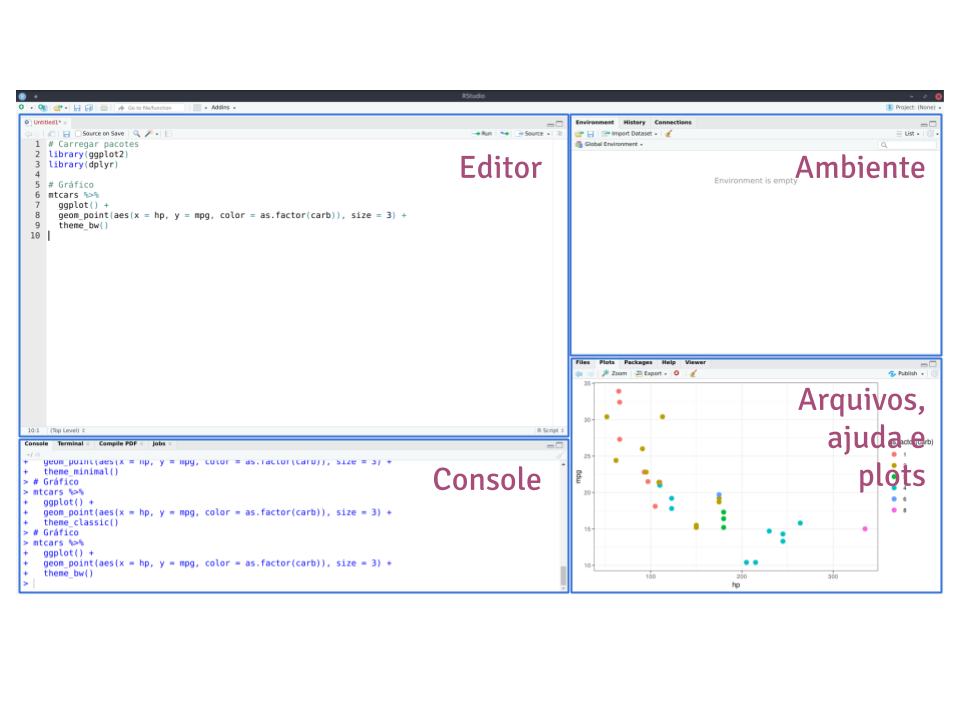 RStudio
Go to file/function
Addins
Project: (None)
Untitled1*
Source on Save
Run
Source
1 # Carregar pacotes
2 library(ggplot2)
3 library(dplyr)
4
5 # Gráfico
6 mtcars %>%
7 ggplot() +
8 geom_point(aes(x = hp, y = mpg, color = as.factor(carb)), size = 3) +
9 theme_bw()
10
Editor
10:1 (Top Level) R Script
Environment History Connections
Import Dataset
List
Global Environment
Environment is empty
Ambiente
Console Terminal Compile PDF Jobs
~/
+ geom_point(aes(x = hp, y = mpg, color = as.factor(carb)), size = 3) +
+ theme_minimal()
> # Gráfico
> mtcars %>%
+ ggplot() +
+ geom_point(aes(x = hp, y = mpg, color = as.factor(carb)), size = 3) +
+ theme_classic()
> # Gráfico
> mtcars %>%
+ ggplot() +
+ geom_point(aes(x = hp, y = mpg, color = as.factor(carb)), size = 3) +
+ theme_bw()
>
Console
Files Plots Packages Help Viewer
Zoom Export Publish
Arquivos,
ajuda e
plots
35
30
25
20
15
10
mpg
100 200 300
hp
1
4
6
8